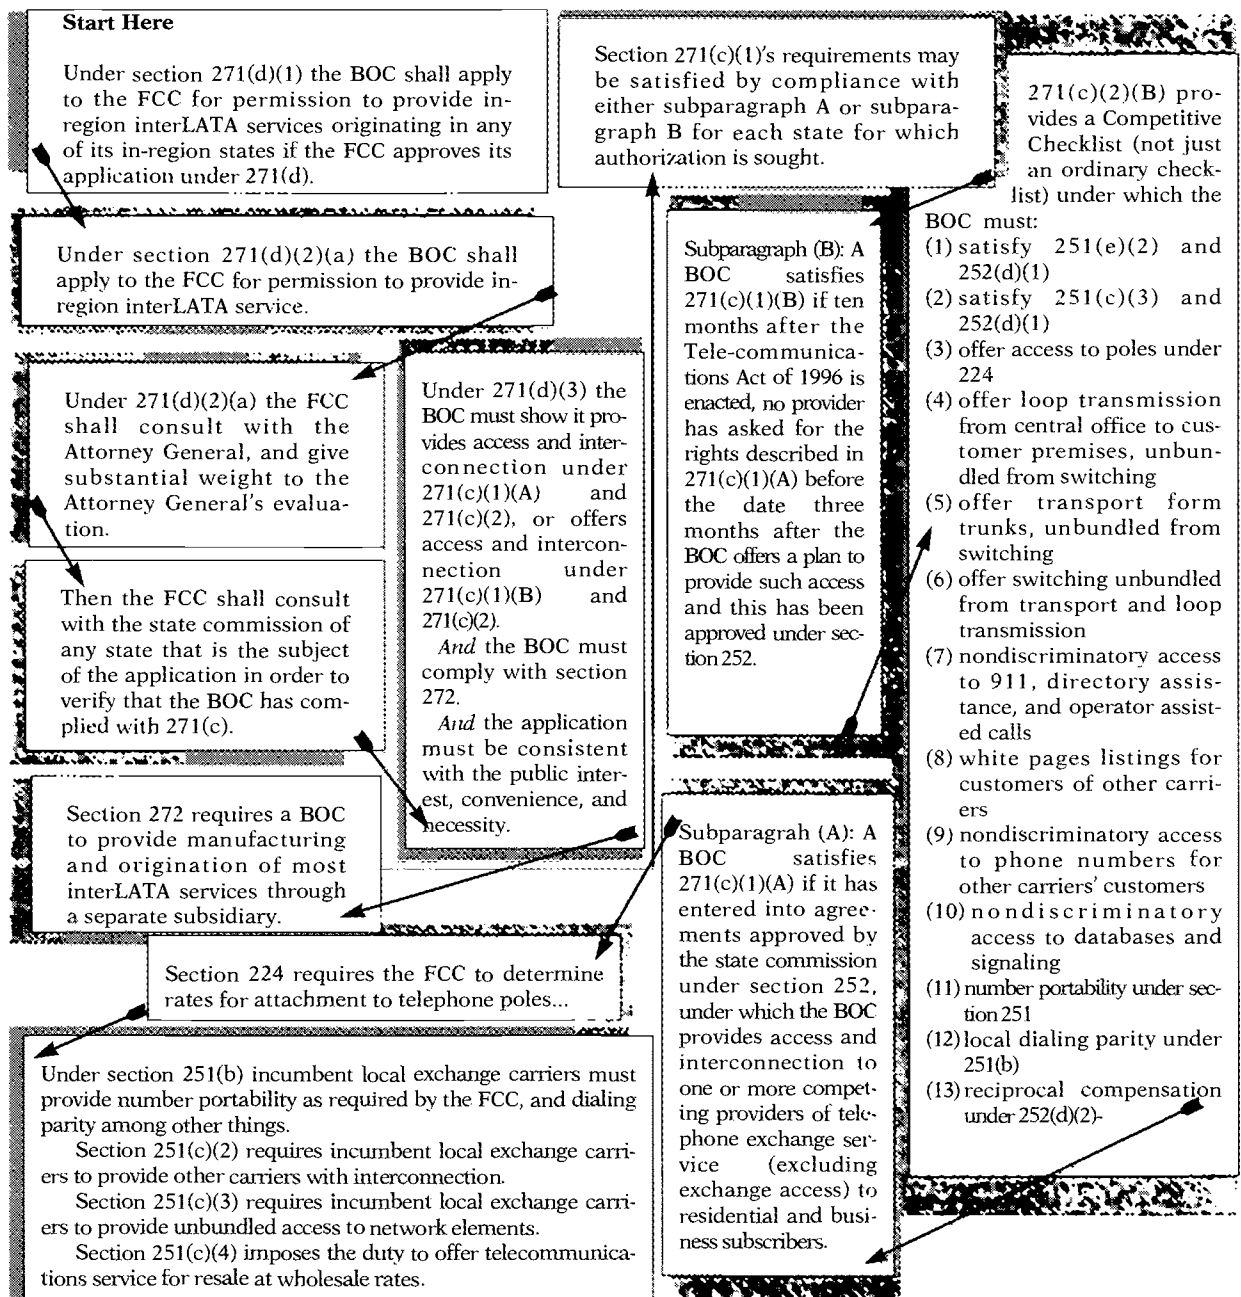 Start Here
Under section 271(d)(1) the BOC shall apply
to the FCC for permission to provide in-
region interLATA services originating in any
of its in-region states if the FCC approves its
application under 271(d).
Under section 271(d)(2)(a) the BOC shall
apply to the FCC for permission to provide in-
region interLATA service.
Under 271(d)(2)(a) the FCC
shall consult with the
Attorney General, and give
substantial weight to the
Attorney General's evalua-
tion.
Then the FCC shall consult
with the state commission of
any state that is the subject
of the application in order to
verify that the BOC has com-
plied with 271(c).
Under 271(d)(3) the
BOC must show it pro-
vides access and inter-
connection under
271(c)(1)(A) and
271(c)(2), or offers
access and intercon-
nection under
271(c)(1)(B) and
271(c)(2).
And the BOC must
comply with section
272.
And the application
must be consistent
with the public inter-
est, convenience, and
necessity.
Section 272 requires a BOC
to provide manufacturing
and origination of most
interLATA services through
a separate subsidiary.
Section 224 requires the FCC to determine
rates for attachment to telephone poles...
Under section 251(b) incumbent local exchange carriers must
provide number portability as required by the FCC, and dialing
parity among other things.
Section 251(c)(2) requires incumbent local exchange carri-
ers to provide other carriers with interconnection.
Section 251(c)(3) requires incumbent local exchange carri-
ers to provide unbundled access to network elements.
Section 251(c)(4) imposes the duty to offer telecommunica-
tions service for resale at wholesale rates.
Section 271(c)(1)'s requirements may
be satisfied by compliance with
either subparagraph A or subpara-
graph B for each state for which
authorization is sought.
Subparagraph (B): A
BOC satisfies
271(c)(1)(B) if ten
months after the
Tele-communica-
tions Act of 1996 is
enacted, no provider
has asked for the
rights described in
271(c)(1)(A) before
the date three
months after the
BOC offers a plan to
provide such access
and this has been
approved under sec-
tion 252.
Subparagrah (A): A
BOC satisfies
271(c)(1)(A) if it has
entered into agree-
ments approved by
the state commission
under section 252,
under which the BOC
provides access and
interconnection to
one or more compet-
ing providers of tele-
phone exchange ser-
vice (excluding
exchange access) to
residential and busi-
ness subscribers.
271(c)(2)(B) pro-
vides a Competitive
Checklist (not just
an ordinary check-
list) under which the
BOC must:
(1) satisfy 251(e)(2) and
252(d)(1)
(2) satisfy 251(c)(3) and
252(d)(1)
(3) offer access to poles under
224
(4) offer loop transmission
from central office to cus-
tomer premises, unbun-
dled from switching
(5) offer transport form
trunks, unbundled from
switching
(6) offer switching unbundled
from transport and loop
transmission
(7) nondiscriminatory access
to 911, directory assis-
tance, and operator assist-
ed calls
(8) white pages listings for
customers of other carri-
ers
(9) nondiscriminatory access
to phone numbers for
other carriers' customers
(10) nondiscriminatory
access to databases and
signaling
(11) number portability under sec-
tion 251
(12) local dialing parity under
251(b)
(13) reciprocal compensation
under 252(d)(2)-